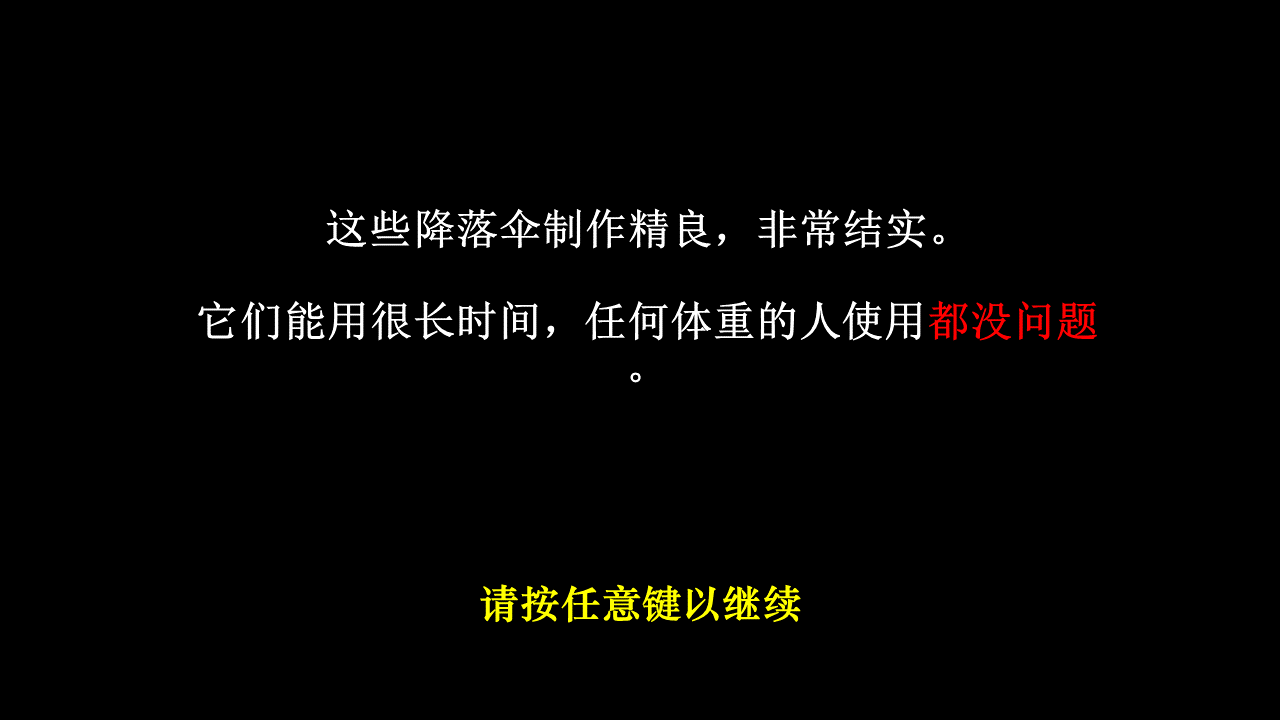 这些降落伞制作精良，非常结实。
它们能用很长时间，任何体重的人使用都没问题
。
请按任意键以继续